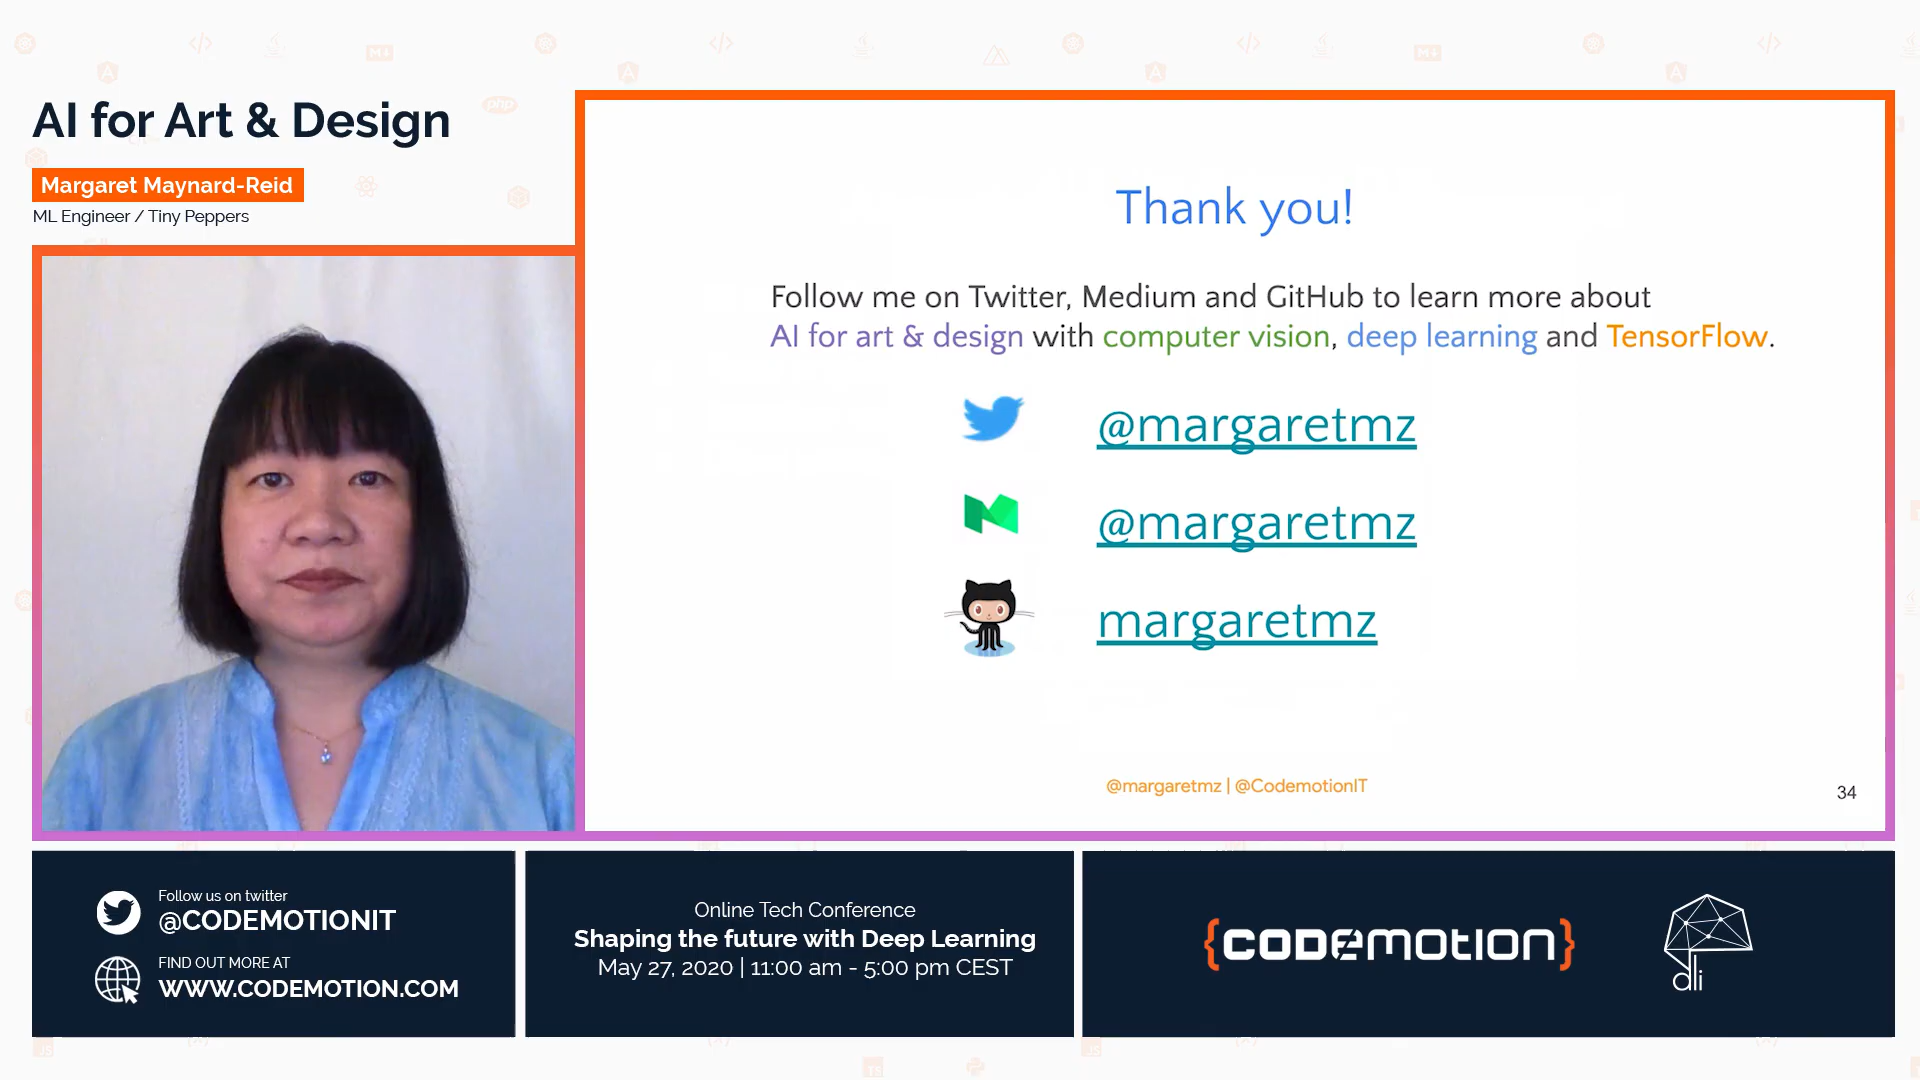 AI for Art & Design
Margaret Maynard-Reid
ML Engineer / Tiny Peppers
Thank you!
Follow me on Twitter, Medium and GitHub to learn more about
AI for art & design with computer vision, deep learning and TensorFlow.
@margaretmz
@margaretmz
margaretmz
@margaretmz | @CodemotionIT
34
Follow us on twitter
@CODEMOTIONIT
FIND OUT MORE AT
WWW.CODEMOTION.COM
Online Tech Conference
Shaping the future with Deep Learning
May 27, 2020 | 11:00 am - 5:00 pm CEST
{CODEMOTION}
dli